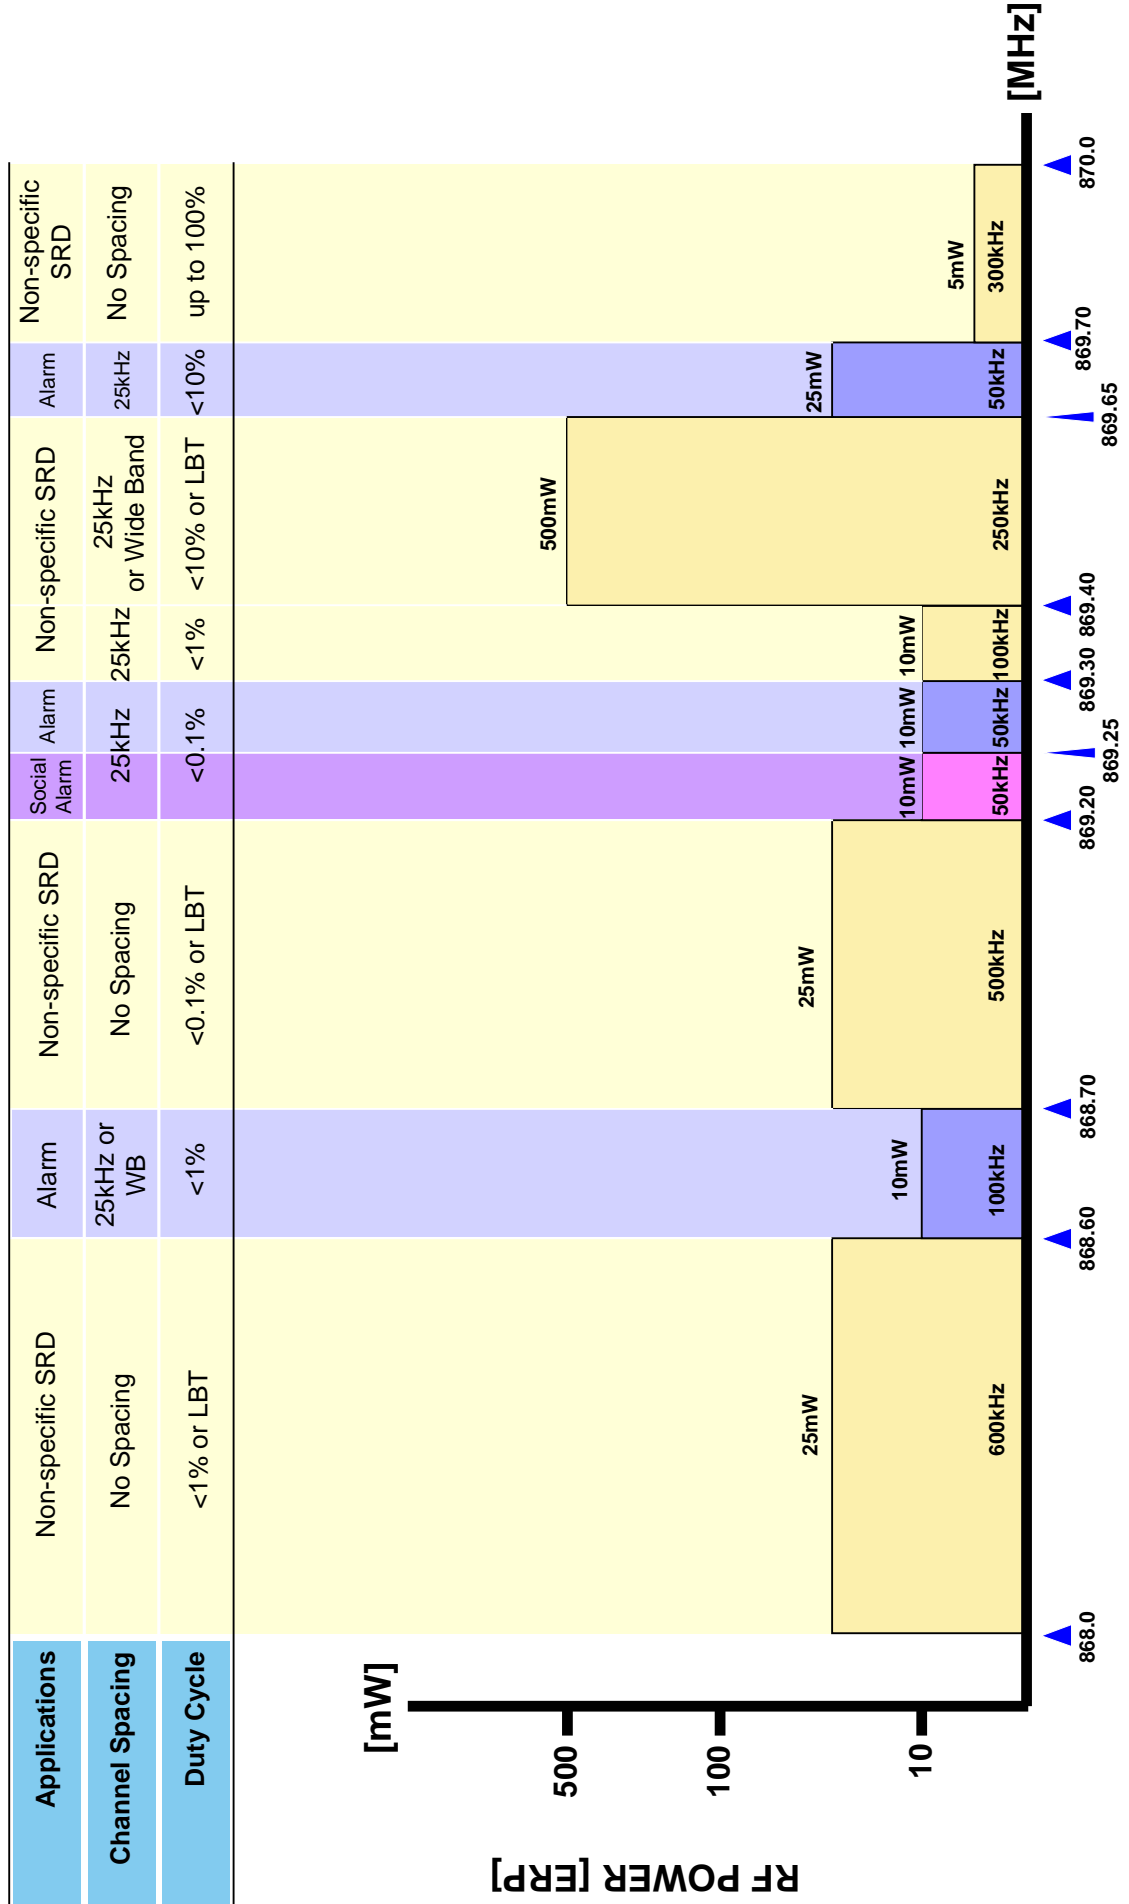 Applications
Non-specific SRD
Alarm
Non-specific SRD
Social
Alarm
Alarm
Non-specific SRD
Alarm
Non-specific
SRD
Channel Spacing
No Spacing
25kHz or
WB
No Spacing
25kHz
25kHz
25kHz
or Wide Band
25kHz
No Spacing
Duty Cycle
<1% or LBT
<1%
<0.1% or LBT
<0.1%
<1%
<10% or LBT
<10%
up to 100%
[mW]
RF POWER [ERP]
500
100
10
25mW
10mW
25mW
10mW
10mW
10mW
500mW
25mW
5mW
600kHz
100kHz
500kHz
50kHz
50kHz
100kHz
250kHz
50kHz
300kHz
[MHz]
868.0
868.60
868.70
869.20
869.25
869.30
869.40
869.65
869.70
870.0